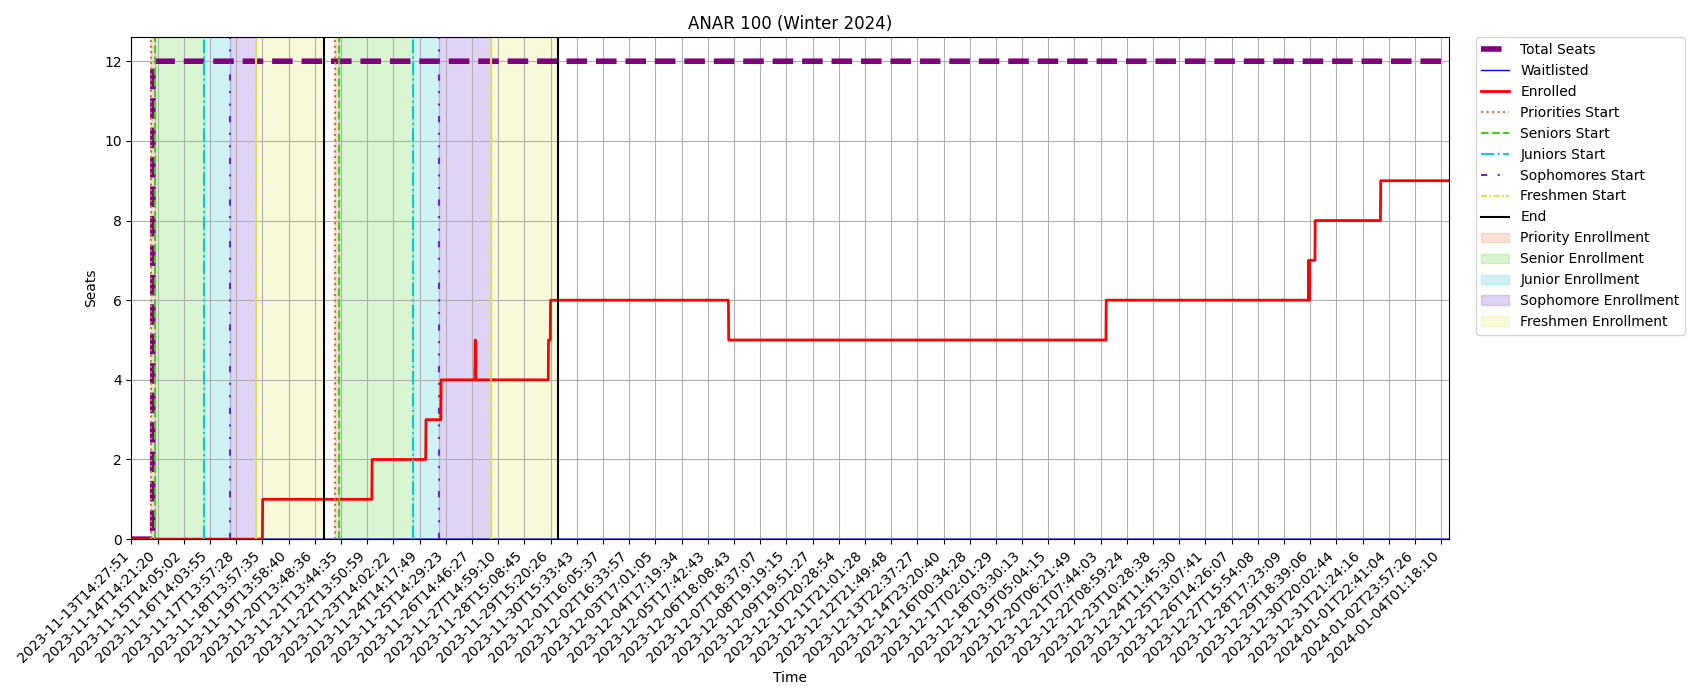 ANAR 100 (Winter 2024)
12
10
8
6
4
2
0
Seats
2023-11-13T14:27:51
2023-11-14T14:21:20
2023-11-15T14:05:02
2023-11-16T14:03:55
2023-11-17T13:57:28
2023-11-18T13:57:35
2023-11-19T13:58:40
2023-11-20T13:48:36
2023-11-21T13:44:35
2023-11-22T13:50:59
2023-11-23T14:02:22
2023-11-24T14:17:49
2023-11-25T14:29:23
2023-11-26T14:46:27
2023-11-27T14:59:10
2023-11-28T15:08:45
2023-11-29T15:20:26
2023-11-30T15:33:43
2023-12-01T16:05:37
2023-12-02T16:33:57
2023-12-03T17:01:05
2023-12-04T17:19:34
2023-12-05T17:42:43
2023-12-06T18:08:43
2023-12-07T18:37:07
2023-12-08T19:19:15
2023-12-09T19:51:27
2023-12-10T20:28:54
2023-12-11T21:01:28
2023-12-12T21:49:48
2023-12-13T22:37:27
2023-12-14T23:20:40
2023-12-16T00:34:28
2023-12-17T02:01:29
2023-12-18T03:30:13
2023-12-19T05:04:15
2023-12-20T06:21:49
2023-12-21T07:44:03
2023-12-22T08:59:24
2023-12-23T10:28:38
2023-12-24T11:45:30
2023-12-25T13:07:41
2023-12-26T14:26:07
2023-12-27T15:54:08
2023-12-28T17:23:09
2023-12-29T18:39:06
2023-12-30T20:02:44
2023-12-31T21:24:16
2024-01-01T22:41:04
2024-01-02T23:57:26
2024-01-04T01:18:10
Time
Total Seats
Waitlisted
Enrolled
Priorities Start
Seniors Start
Juniors Start
Sophomores Start
Freshmen Start
End
Priority Enrollment
Senior Enrollment
Junior Enrollment
Sophomore Enrollment
Freshmen Enrollment